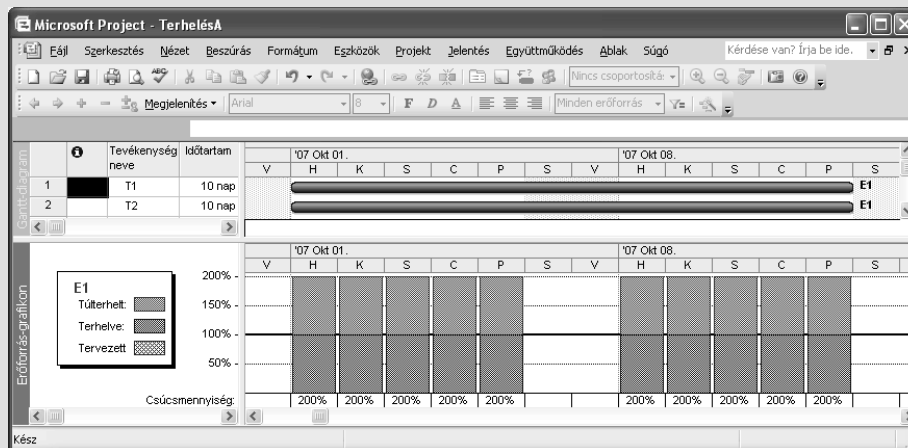 Microsoft Project - TerhelésA
Fájl Szerkesztés Nézet Beszúrás Formátum Eszközök Projekt Jelentés Együttműködés Ablak Súgó Kérdése van? Írja be ide.
Nincs csoportosítá:
Megjelenítés Arial 8 F D A Minden erőforrás
Gantt-diagram
Tevékenység neve Időtartam
'07 Okt 01. '07 Okt 08.
V H K S C P S V H K S C P S
1 T1 10 nap E1
2 T2 10 nap E1
Erőforrás-grafikon
'07 Okt 01. '07 Okt 08.
V H K S C P S V H K S C P S
E1
Túlterhelt:
Terhelve:
Tervezett
200%
150%
100%
50%
Csúcsmennyiség: 200% 200% 200% 200% 200% 200% 200% 200% 200% 200%
Kész